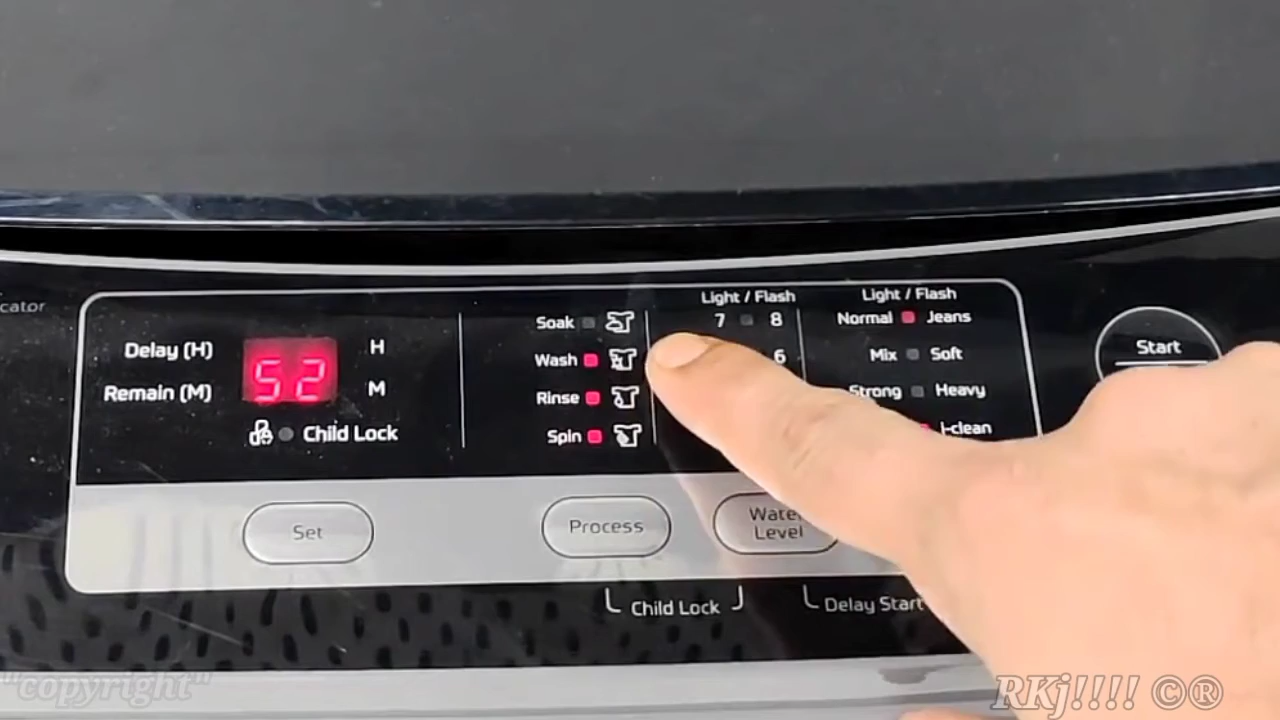 cator
Delay (H)
Remain (M)
52
H
M
Child Lock
Soak
Wash
Rinse
Spin
Light / Flash
7 8
6
Light / Flash
Normal Jeans
Mix Soft
Strong Heavy
i-clean
Start
Set
Process
Water
Level
Child Lock
Delay Start
"copyright"
RKj!!!! ©®